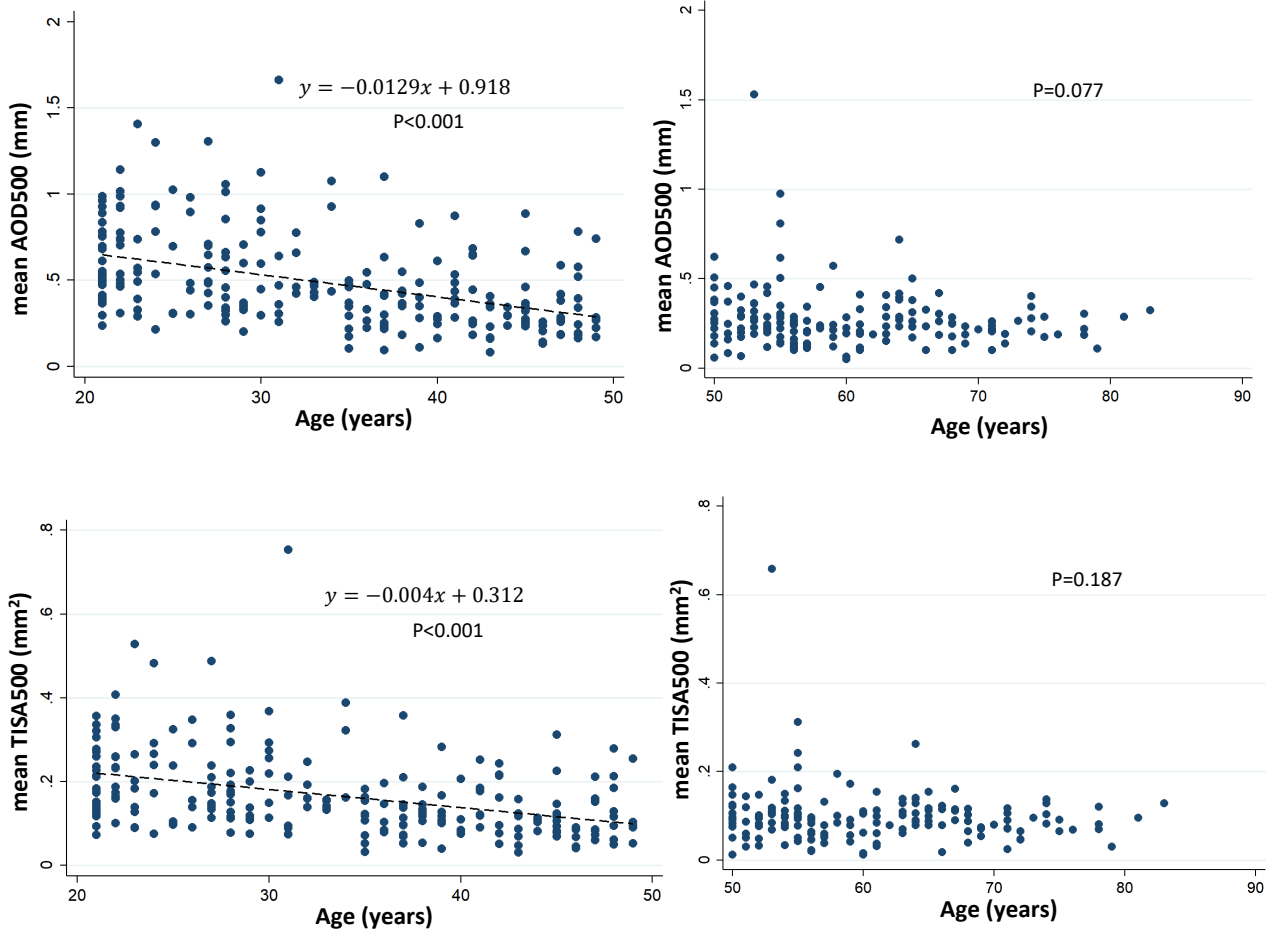 2
1.5
1
.5
0
mean AOD500 (mm)
y = −0.0129x + 0.918
P<0.001
20
30
40
50
Age (years)
2
1.5
1
.5
0
mean AOD500 (mm)
P=0.077
50
60
70
80
90
Age (years)
.8
.6
.4
.2
0
mean TISA500 (mm²)
y = −0.004x + 0.312
P<0.001
20
30
40
50
Age (years)
.8
.6
.4
.2
0
mean TISA500 (mm²)
P=0.187
50
60
70
80
90
Age (years)